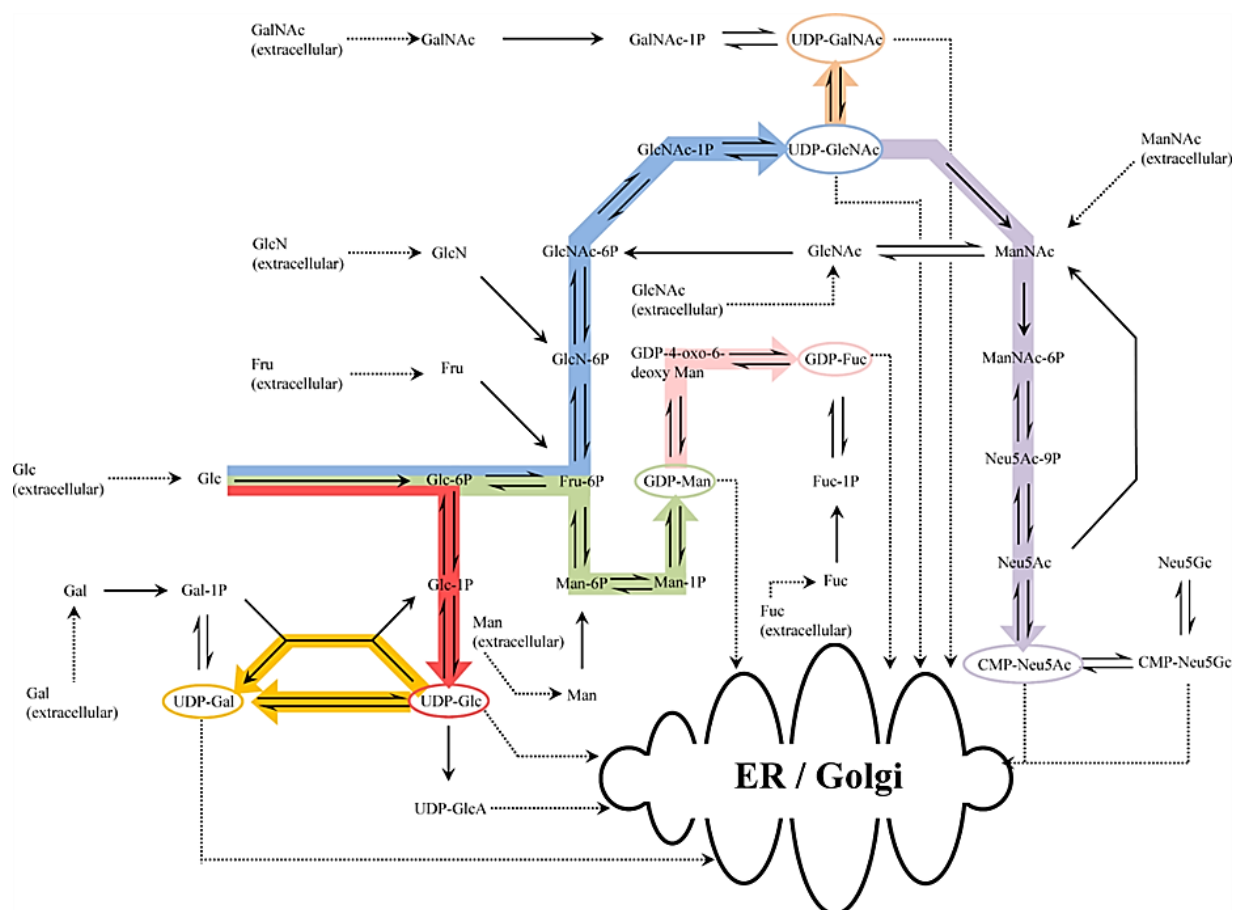 GalNAc
(extracellular)
GalNAc
GalNAc-1P
UDP-GalNAc
GlcNAc-1P
UDP-GlcNAc
ManNAc
(extracellular)
GlcN
(extracellular)
GlcN
GlcNAc-6P
GlcNAc
ManNAc
GlcNAc
(extracellular)
Fru
(extracellular)
Fru
GlcN-6P
GDP-4-oxo-6-
deoxy Man
GDP-Fuc
ManNAc-6P
Glc
(extracellular)
Glc
Glc-6P
Fru-6P
GDP-Man
Fuc-1P
Neu5Ac-9P
Gal
Gal-1P
Glc-1P
Man-6P
Man-1P
Fuc
Neu5Ac
Neu5Gc
Man
(extracellular)
Fuc
(extracellular)
Gal
(extracellular)
UDP-Gal
UDP-Glc
Man
CMP-Neu5Ac
CMP-Neu5Gc
UDP-GlcA
ER / Golgi